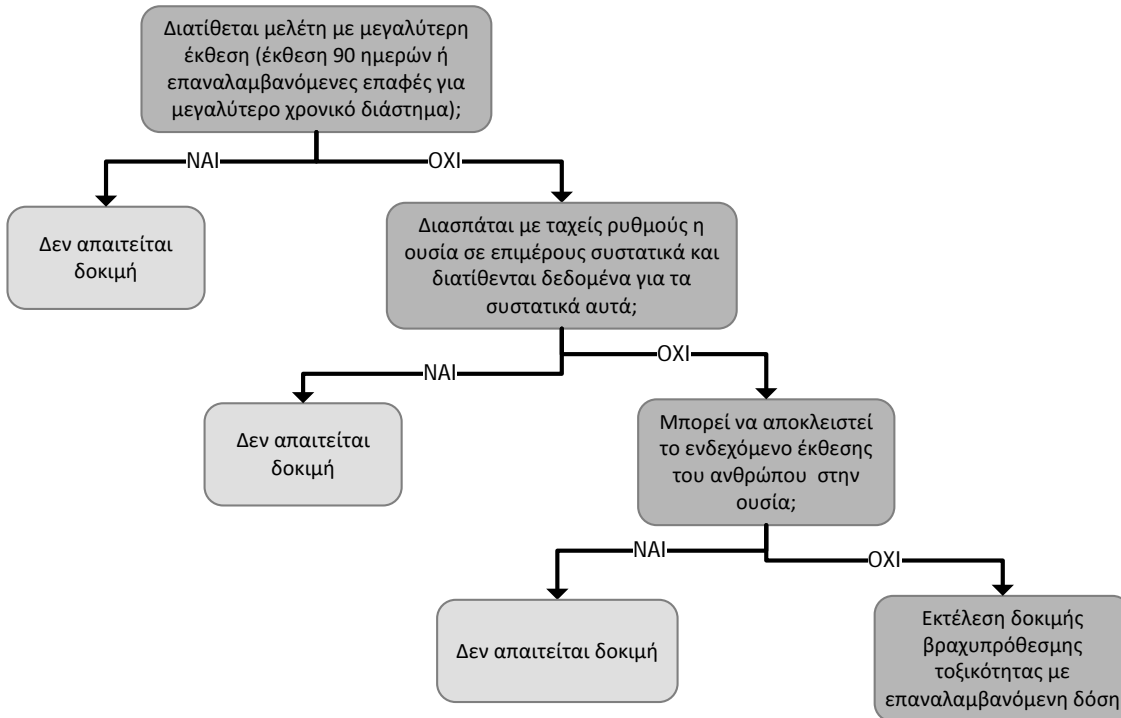 Διατίθεται μελέτη με μεγαλύτερη
έκθεση (έκθεση 90 ημερών ή
επαναλαμβανόμενες επαφές για
μεγαλύτερο χρονικό διάστημα);
ΝΑΙ
ΟΧΙ
Δεν απαιτείται
δοκιμή
Διασπάται με ταχείς ρυθμούς η
ουσία σε επιμέρους συστατικά και
διατίθενται δεδομένα για τα
συστατικά αυτά;
ΝΑΙ
ΟΧΙ
Δεν απαιτείται
δοκιμή
Μπορεί να αποκλειστεί
το ενδεχόμενο έκθεσης
του ανθρώπου στην
ουσία;
ΝΑΙ
ΟΧΙ
Δεν απαιτείται δοκιμή
Εκτέλεση δοκιμής
βραχυπρόθεσμης
τοξικότητας με
επαναλαμβανόμενη δόση